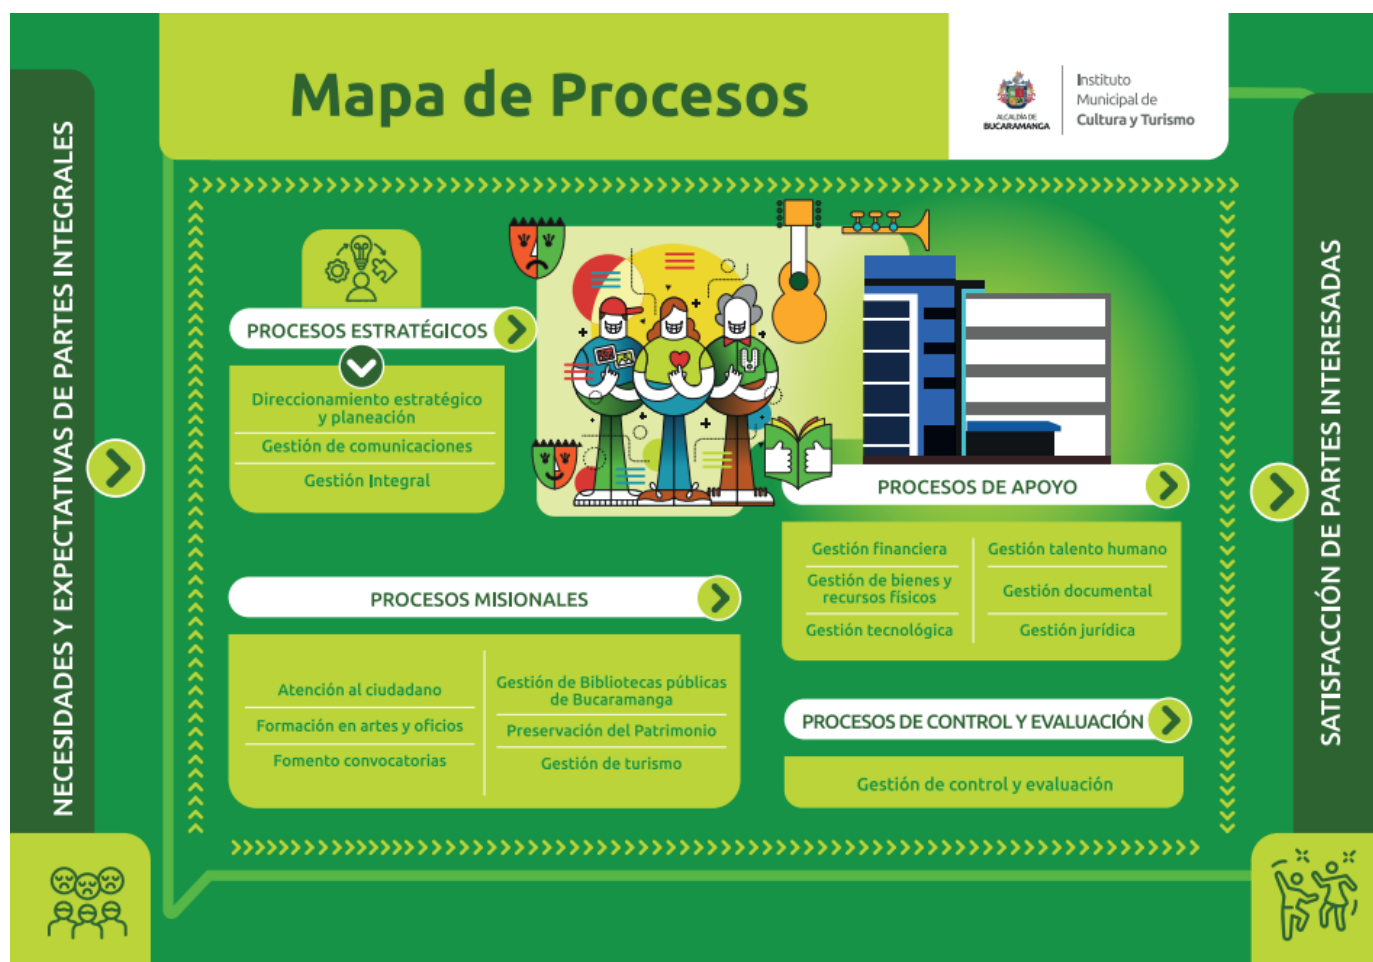 Mapa de Procesos
ALCALDÍA DE
BUCARAMANGA
Instituto
Municipal de
Cultura y Turismo
NECESIDADES Y EXPECTATIVAS DE PARTES INTEGRALES
PROCESOS ESTRATÉGICOS
Direccionamiento estratégico
y planeación
Gestión de comunicaciones
Gestión Integral
PROCESOS MISIONALES
Atención al ciudadano
Formación en artes y oficios
Fomento convocatorias
Gestión de Bibliotecas públicas
de Bucaramanga
Preservación del Patrimonio
Gestión de turismo
PROCESOS DE APOYO
Gestión financiera
Gestión de bienes y
recursos físicos
Gestión tecnológica
Gestión talento humano
Gestión documental
Gestión jurídica
PROCESOS DE CONTROL Y EVALUACIÓN
Gestión de control y evaluación
SATISFACCIÓN DE PARTES INTERESADAS